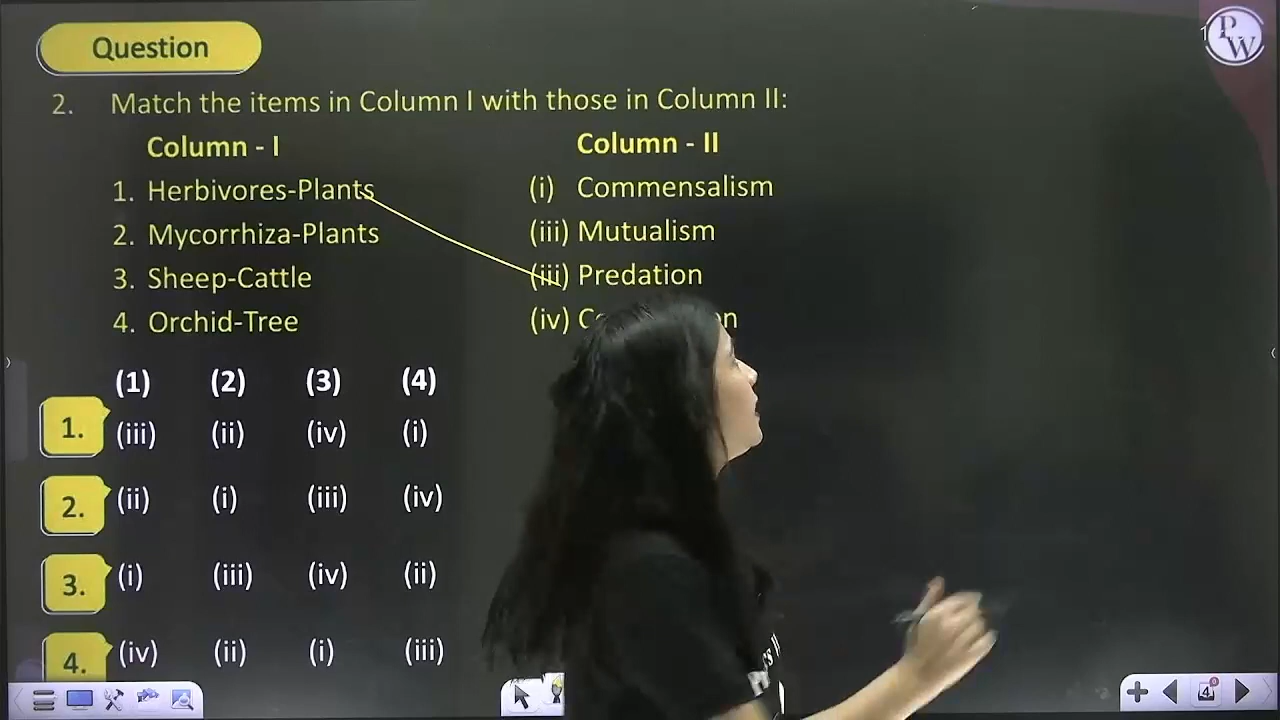 Question
2. Match the items in Column I with those in Column II:
Column - I Column - II
1. Herbivores-Plants (i) Commensalism
2. Mycorrhiza-Plants (iii) Mutualism
3. Sheep-Cattle (iii) Predation
4. Orchid-Tree (iv)
(1) (2) (3) (4)
1. (iii) (ii) (iv) (i)
2. (ii) (i) (iii) (iv)
3. (i) (iii) (iv) (ii)
4. (iv) (ii) (i) (iii)
PW
4